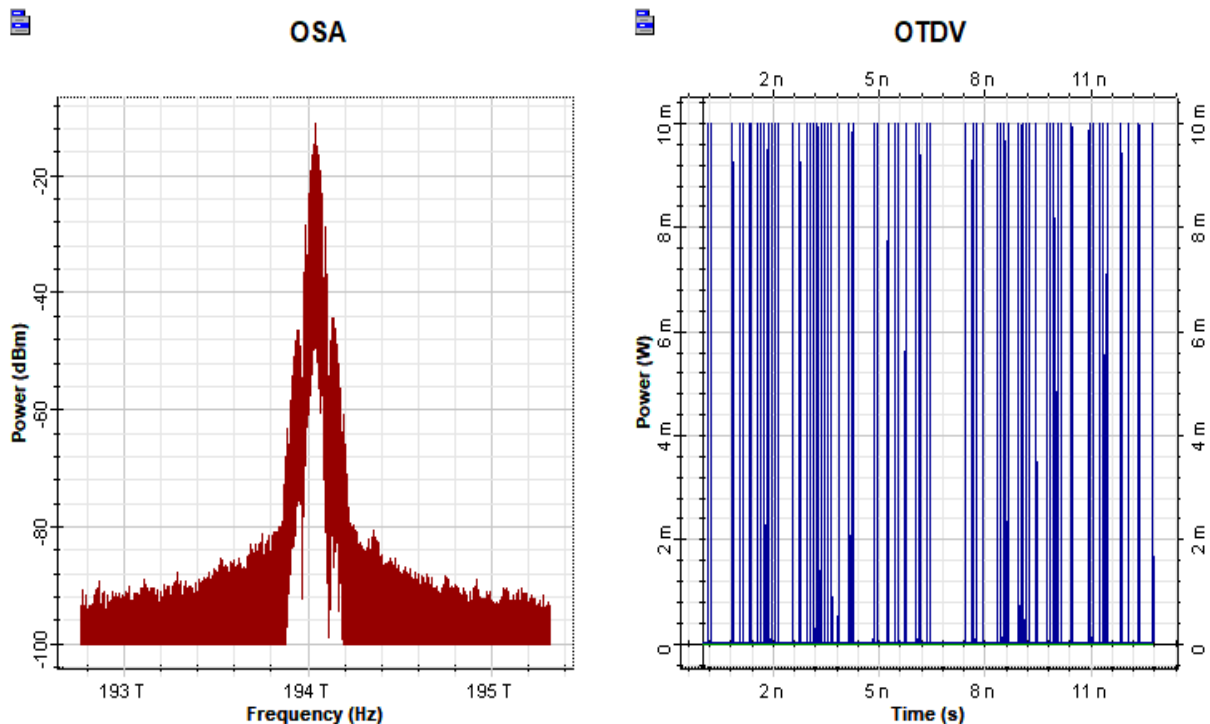 OSA
OTDV
2 n 5 n 8 n 11 n
Power (dBm)
-20
-40
-60
-80
-100
193 T 194 T 195 T
Frequency (Hz)
Power (W)
10 m 10 m
8 m 8 m
6 m 6 m
4 m 4 m
2 m 2 m
0 0
2 n 5 n 8 n 11 n
Time (s)